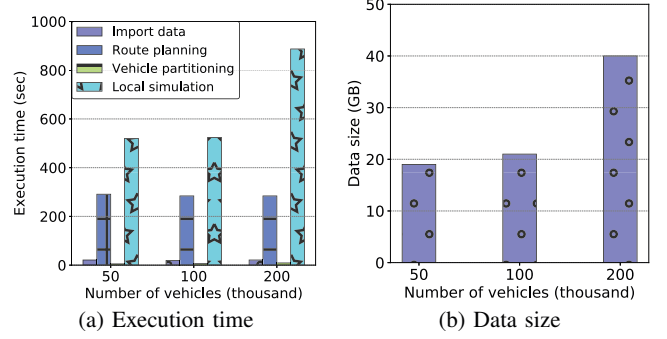 1000
800
600
400
200
0
Execution time (sec)
Import data
Route planning
Vehicle partitioning
Local simulation
50 100 200
Number of vehicles (thousand)
(a) Execution time
50
40
30
20
10
0
Data size (GB)
50 100 200
Number of vehicles (thousand)
(b) Data size